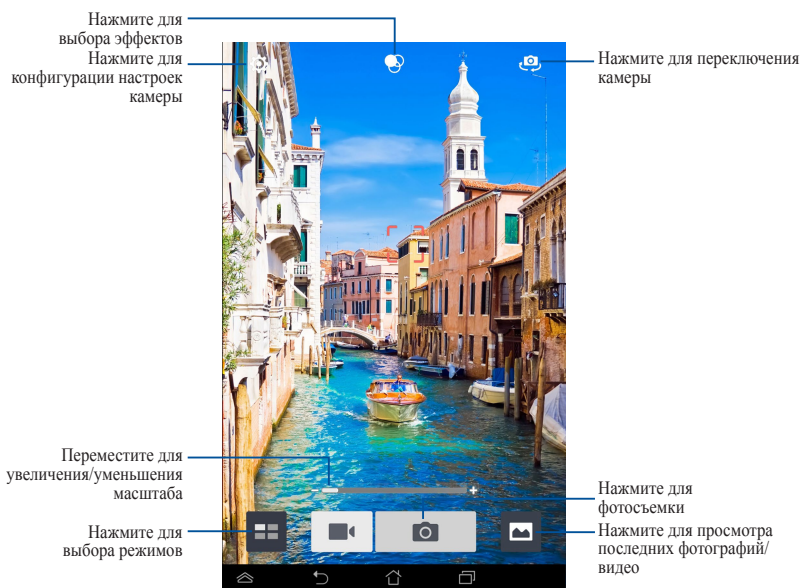 Нажмите для
выбора эффектов
Нажмите для
конфигурации настроек
камеры
Нажмите для переключения
камеры
Переместите для
увеличения/уменьшения
масштаба
Нажмите для
фотосъемки
Нажмите для
выбора режимов
Нажмите для просмотра
последних фотографий/
видео